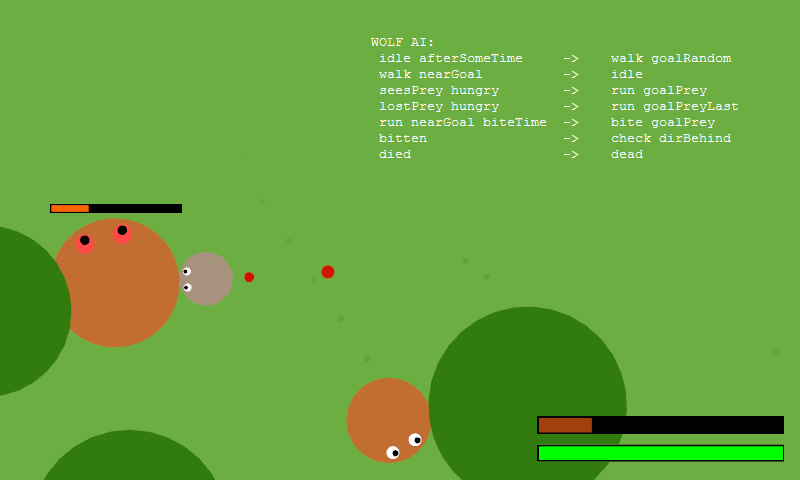 WOLF AI:
idle afterSomeTime -> walk goalRandom
walk nearGoal -> idle
seesPrey hungry -> run goalPrey
lostPrey hungry -> run goalPreyLast
run nearGoal biteTime -> bite goalPrey
bitten -> check dirBehind
died -> dead